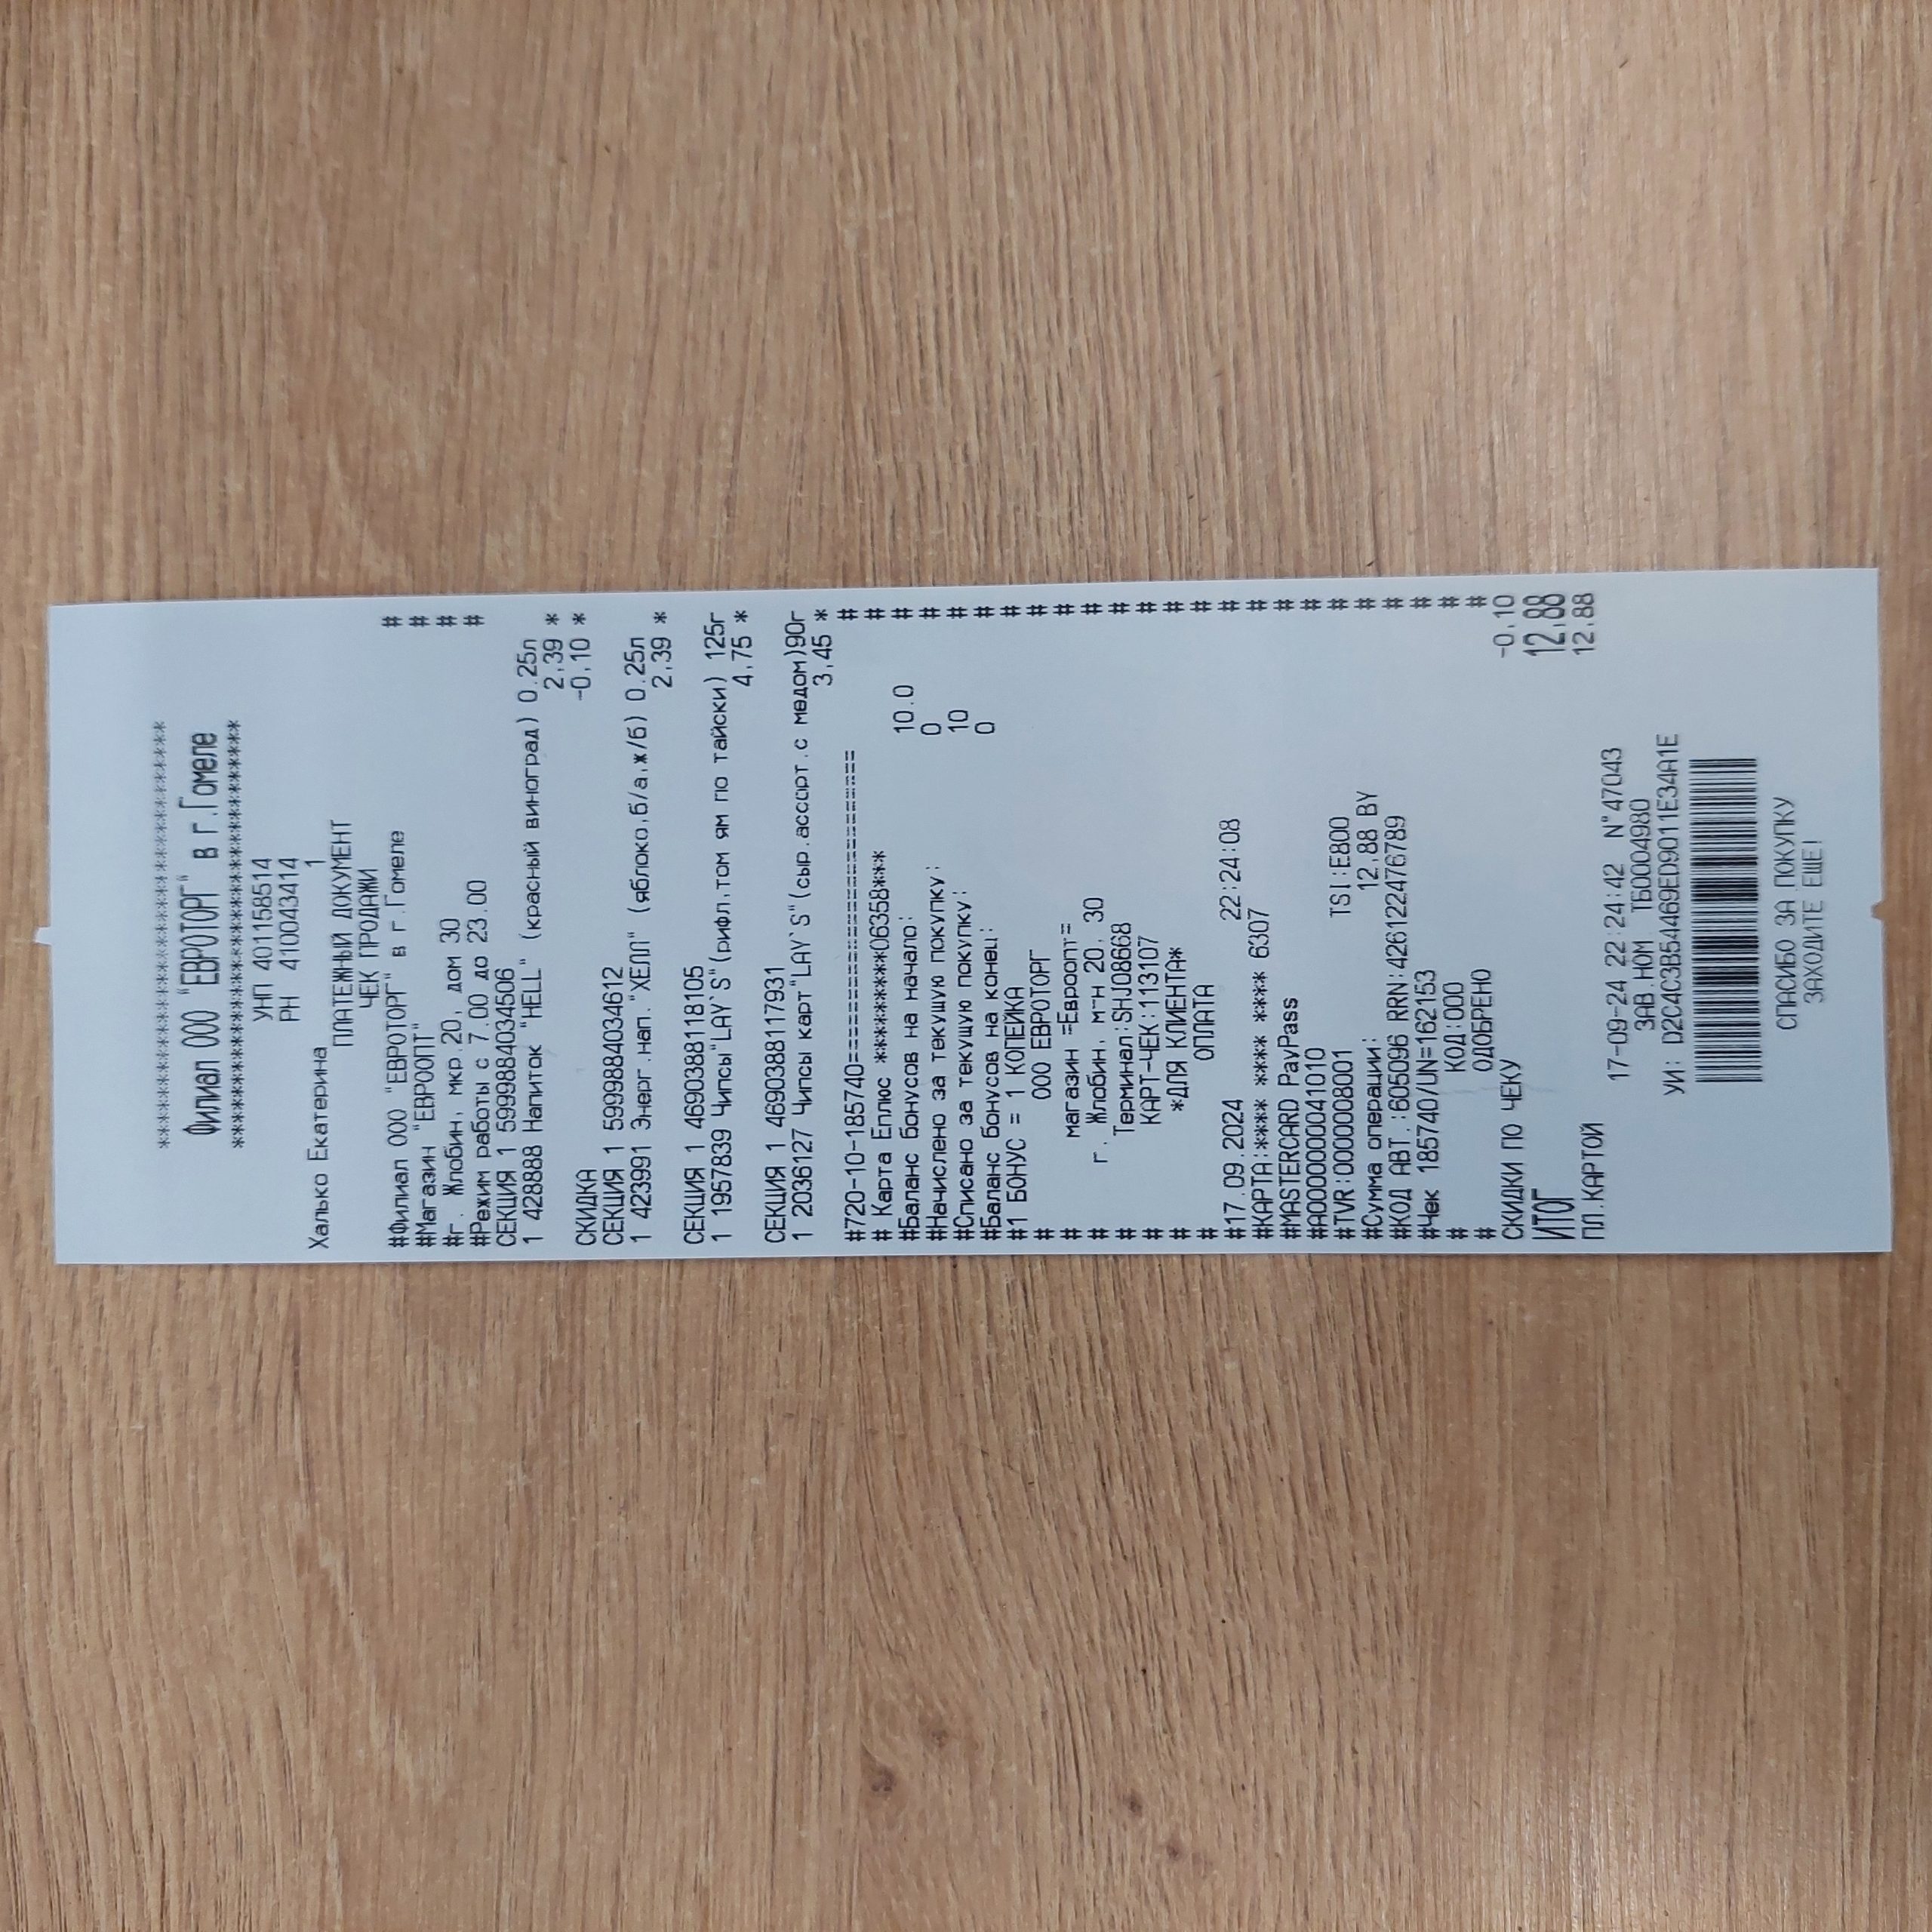 ******************************
Филиал ООО "ЕВРОТОРГ" в г.Гомеле
******************************
УНП 401158514
РН 410043414
Халько Екатерина 1
ПЛАТЕЖНЫЙ ДОКУМЕНТ
ЧЕК ПРОДАЖИ
#Филиал ООО "ЕВРОТОРГ" в г.Гомеле #
#Магазин "ЕВРООПТ" #
#г. Жлобин, мкр.20, дом 30 #
#Режим работы с 7.00 до 23.00 #
СЕКЦИЯ 1 5999884034506
1 428888 Напиток "HELL" (красный виноград) 0.25л
2,39 *
СКИДКА -0,10 *
СЕКЦИЯ 1 5999884034612
1 423991 Энерг.нап."ХЕЛЛ" (яблоко,б/а,ж/б) 0.25л
2,39 *
СЕКЦИЯ 1 4690388118105
1 1957839 Чипсы"LAY`S"(рифл.том ям по тайски) 125г
4,75 *
СЕКЦИЯ 1 4690388117931
1 2036127 Чипсы карт"LAY`S"(сыр.ассорт.с медом)90г
3,45 *
#720-10-185740============================ #
# Карта Еплюс *********06358*** #
#Баланс бонусов на начало: 10.0 #
#Начислено за текущую покупку: 0 #
#Списано за текущую покупку: 10 #
#Баланс бонусов на конец: 0 #
#1 БОНУС = 1 КОПЕЙКА #
# ООО ЕВРОТОРГ #
# магазин =Евроопт= #
# г. Жлобин, м-н 20, 30 #
# Терминал:SHJ08668 #
# КАРТ-ЧЕК:113107 #
# *ДЛЯ КЛИЕНТА* #
# ОПЛАТА #
#17.09.2024 22:24:08 #
#КАРТА:**** **** **** 6307 #
#MASTERCARD PayPass #
#A0000000041010 #
#TVR:0000008001 TSI:E800 #
#Сумма операции: 12,88 BY #
#КОД АВТ.:605096 RRN:426122476789 #
#Чек 185740/UN=162153 #
# КОД:000 #
# ОДОБРЕНО #
СКИДКИ ПО ЧЕКУ -0,10
ИТОГ 12,88
ПЛ.КАРТОЙ 12,88
17-09-24 22:24:42 N°47043
ЗАВ.НОМ ТБ0004980
УИ: D2C4C3B54469ED9011E34A1E
СПАСИБО ЗА ПОКУПКУ
ЗАХОДИТЕ ЕЩЕ!